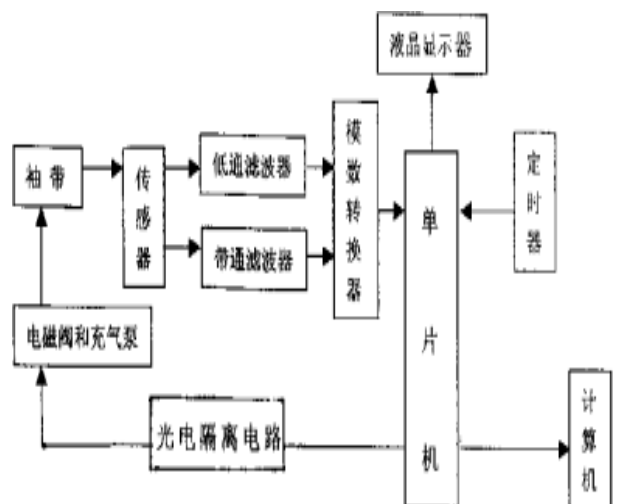 液晶显示器
袖带
传感器
低通滤波器
带通滤波器
模数转换器
单片机
定时器
电磁阀和充气泵
光电隔离电路
计算机